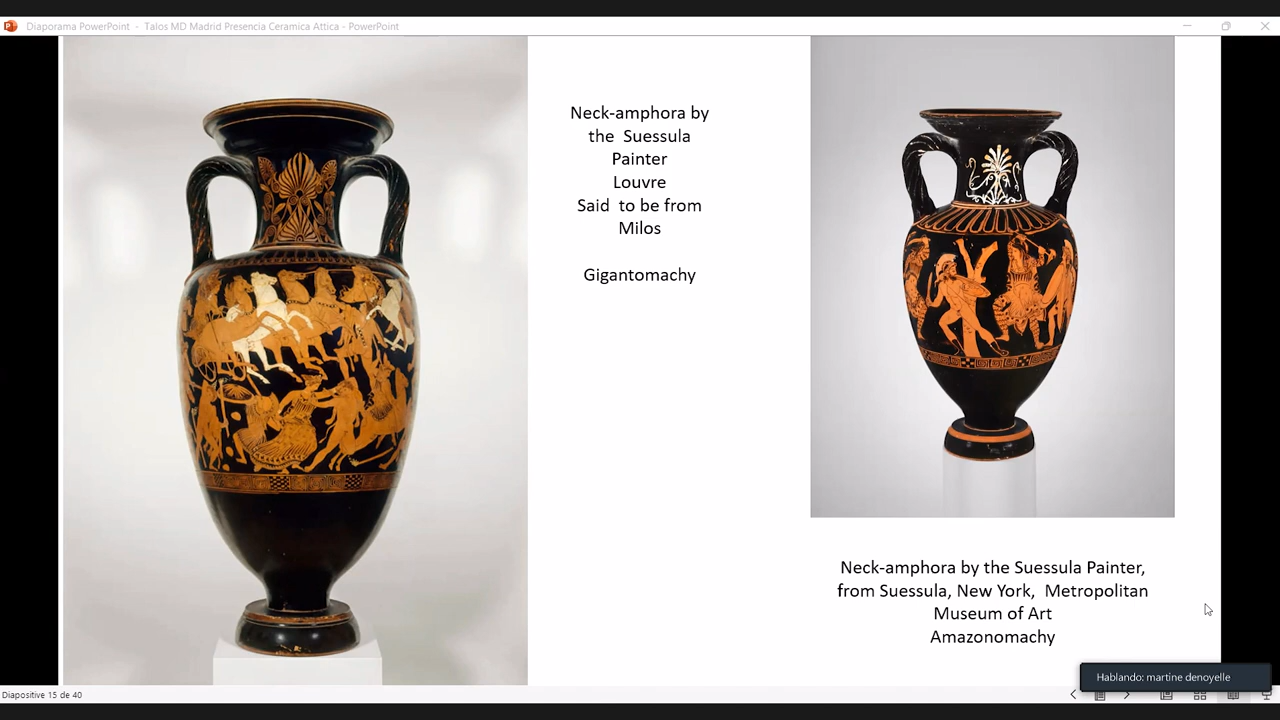 Diaporama PowerPoint - Talos MD Madrid Presencia Ceramica Attica - PowerPoint
Neck-amphora by
the Suessula
Painter
Louvre
Said to be from
Milos
Gigantomachy
Neck-amphora by the Suessula Painter,
from Suessula, New York, Metropolitan
Museum of Art
Amazonomachy
Hablando: martine denoyelle
Diapositive 15 de 40